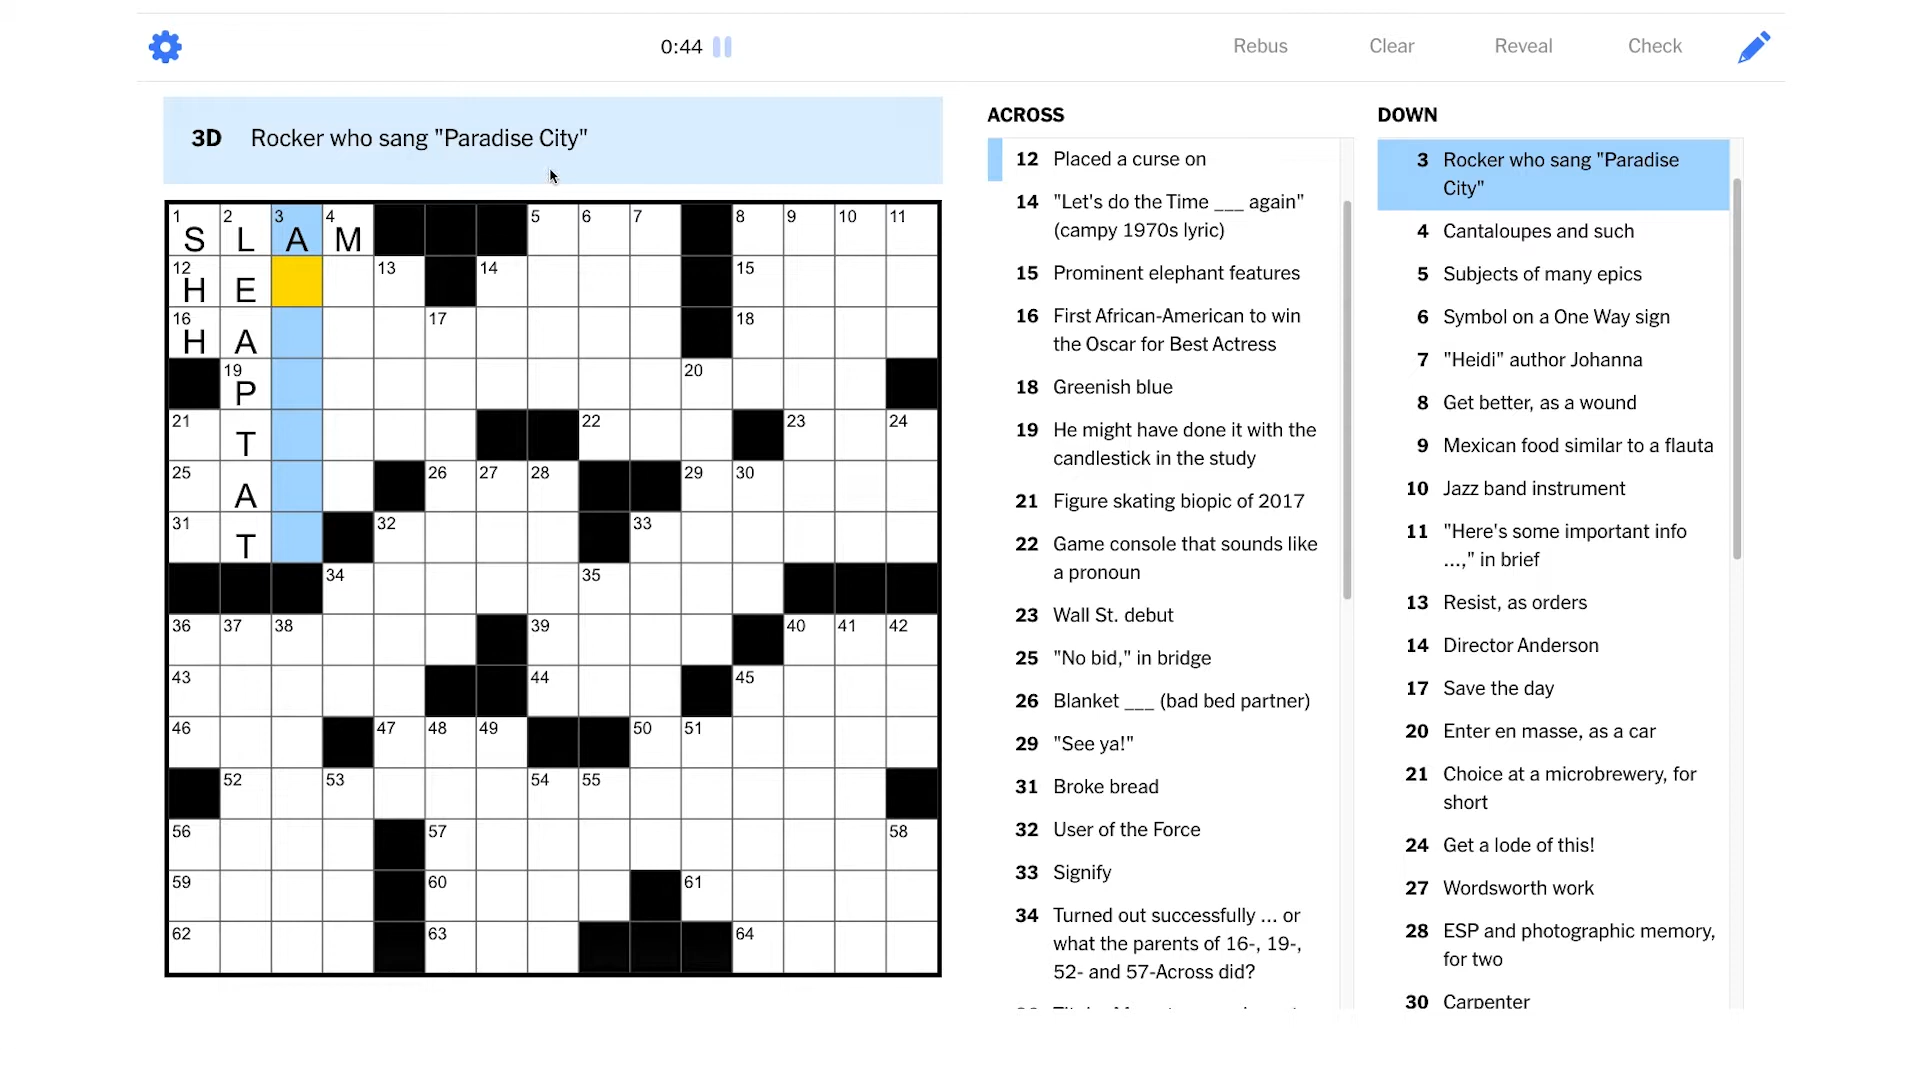 0:44
Rebus
Clear
Reveal
Check
3D Rocker who sang "Paradise City"
1 2 3 4 5 6 7 8 9 10 11
S L A M
12 13 14 15
H E
16 17 18
H A
19 20
P
21 22 23 24
T
25 26 27 28 29 30
A
31 32 33
T
34 35
36 37 38 39 40 41 42
43 44 45
46 47 48 49 50 51
52 53 54 55
56 57 58
59 60 61
62 63 64
ACROSS
12 Placed a curse on
14 "Let's do the Time ___ again"
(campy 1970s lyric)
15 Prominent elephant features
16 First African-American to win
the Oscar for Best Actress
18 Greenish blue
19 He might have done it with the
candlestick in the study
21 Figure skating biopic of 2017
22 Game console that sounds like
a pronoun
23 Wall St. debut
25 "No bid," in bridge
26 Blanket ___ (bad bed partner)
29 "See ya!"
31 Broke bread
32 User of the Force
33 Signify
34 Turned out successfully ... or
what the parents of 16-, 19-,
52- and 57-Across did?
DOWN
3 Rocker who sang "Paradise
City"
4 Cantaloupes and such
5 Subjects of many epics
6 Symbol on a One Way sign
7 "Heidi" author Johanna
8 Get better, as a wound
9 Mexican food similar to a flauta
10 Jazz band instrument
11 "Here's some important info
...," in brief
13 Resist, as orders
14 Director Anderson
17 Save the day
20 Enter en masse, as a car
21 Choice at a microbrewery, for
short
24 Get a lode of this!
27 Wordsworth work
28 ESP and photographic memory,
for two
30 Carpenter